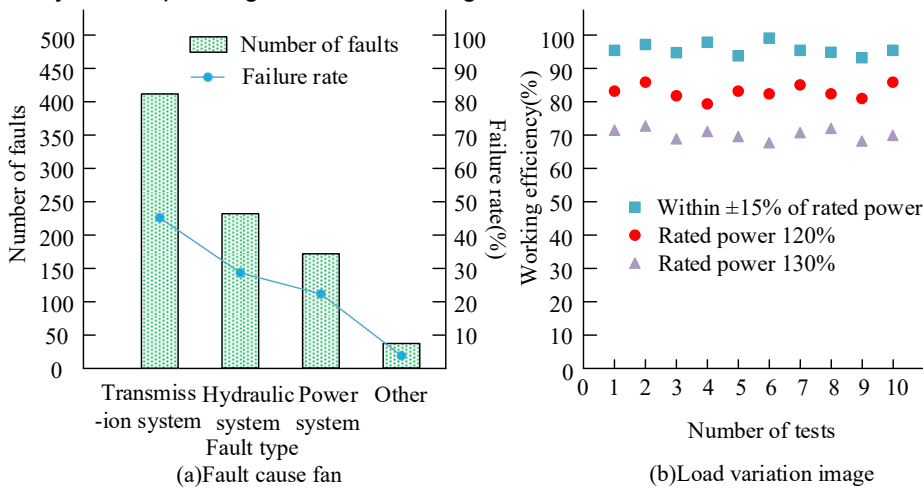 500
450
400
350
300
250
200
150
100
50
0
Number of faults
Number of faults
Failure rate
100
90
80
70
60
50
40
30
20
10
Failure rate(%)
Transmiss
-ion system
Hydraulic
system
Power
system
Other
Fault type
(a)Fault cause fan
100
90
80
70
60
50
40
30
20
10
0
Working efficiency(%)
Within ±15% of rated power
Rated power 120%
Rated power 130%
0 1 2 3 4 5 6 7 8 9 10
Number of tests
(b)Load variation image